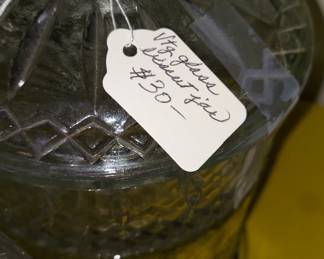 Vtg glass
biscuit jar
$30-